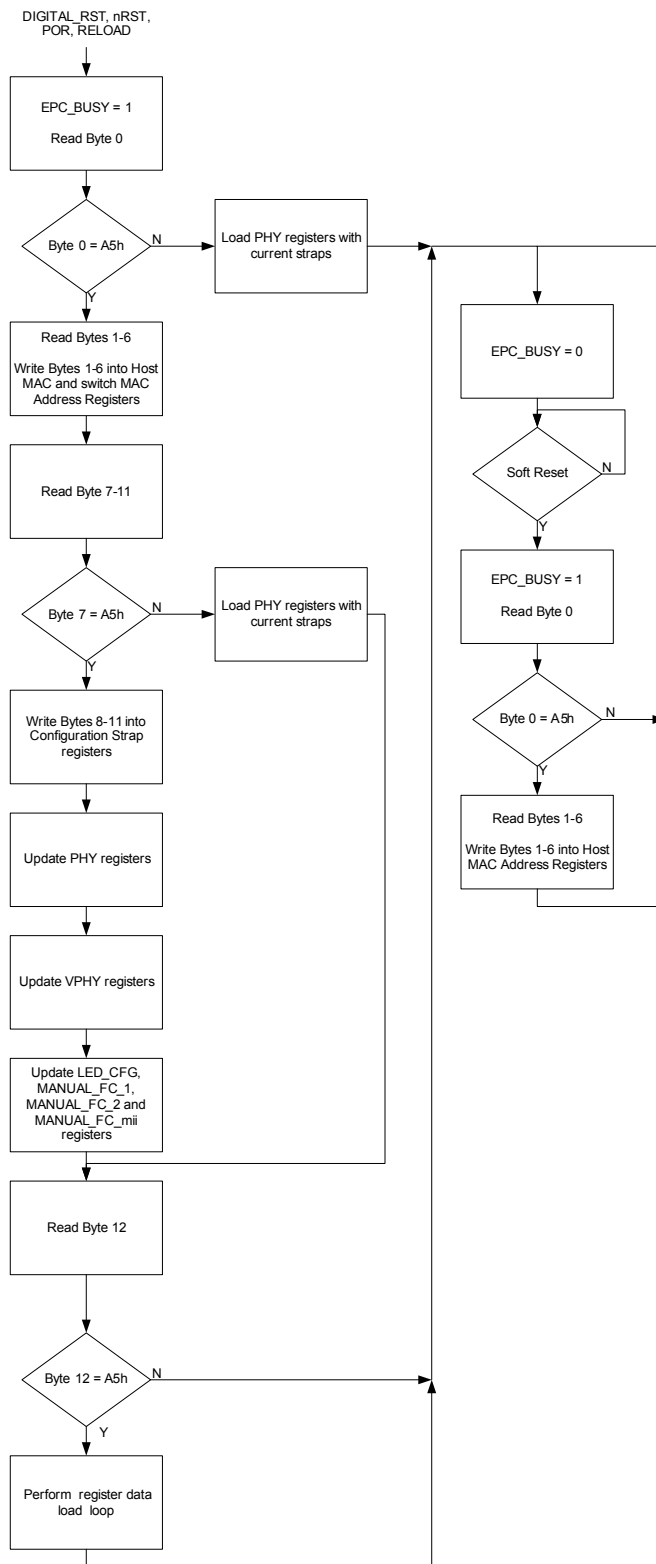 DIGITAL_RST, nRST,
POR, RELOAD
EPC_BUSY = 1
Read Byte 0
Byte 0 = A5h
N
Y
Load PHY registers with
current straps
Read Bytes 1-6
Write Bytes 1-6 into Host
MAC and switch MAC
Address Registers
Read Byte 7-11
Byte 7 = A5h
N
Y
Load PHY registers with
current straps
Write Bytes 8-11 into
Configuration Strap
registers
Update PHY registers
Update VPHY registers
Update LED_CFG,
MANUAL_FC_1,
MANUAL_FC_2 and
MANUAL_FC_mii
registers
Read Byte 12
Byte 12 = A5h
N
Y
Perform register data
load loop
EPC_BUSY = 0
Soft Reset
N
Y
EPC_BUSY = 1
Read Byte 0
Byte 0 = A5h
N
Y
Read Bytes 1-6
Write Bytes 1-6 into Host
MAC Address Registers